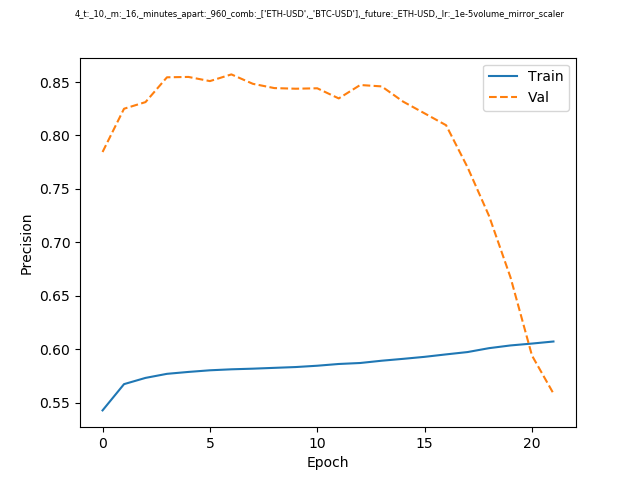 4_t:_10,_m:_16,_minutes_apart:_960_comb:_['ETH-USD',_'BTC-USD'],_future:_ETH-USD,_lr:_1e-5volume_mirror_scaler
Train
Val
0.85
0.80
0.75
0.70
0.65
0.60
0.55
Precision
0 5 10 15 20
Epoch